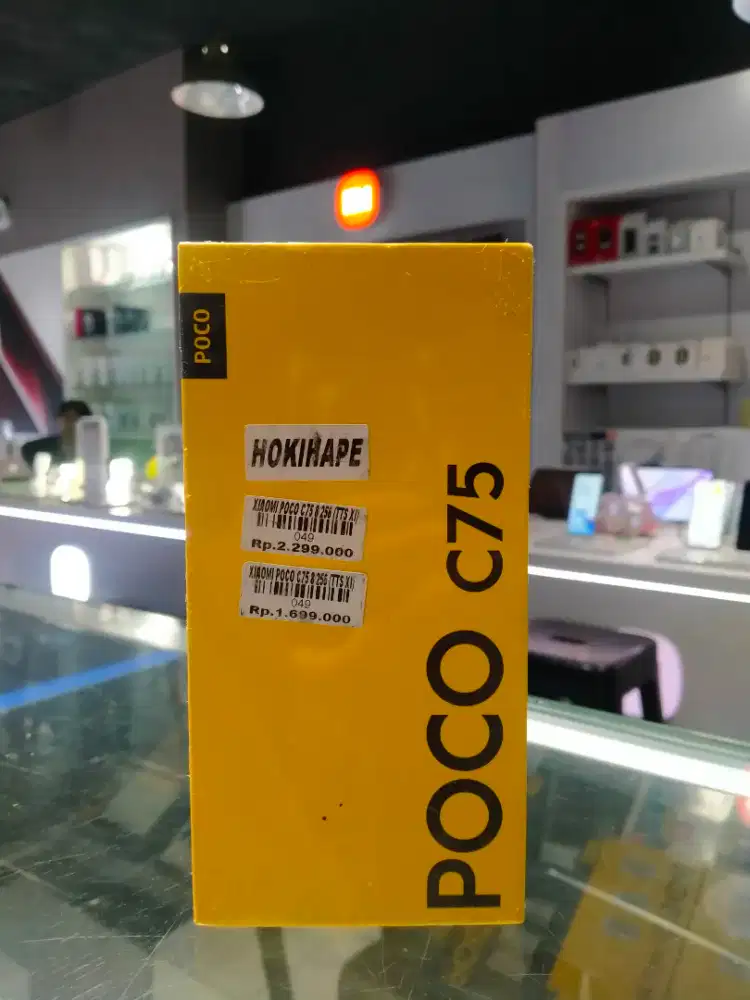 POCO
HOKIHAPE
XIAOMI POCO C75 8 256 (TTS XI)
049
Rp.2.299.000
XIAOMI POCO C75 8 256 (TTS XI)
049
Rp.1.699.000
POCO C75